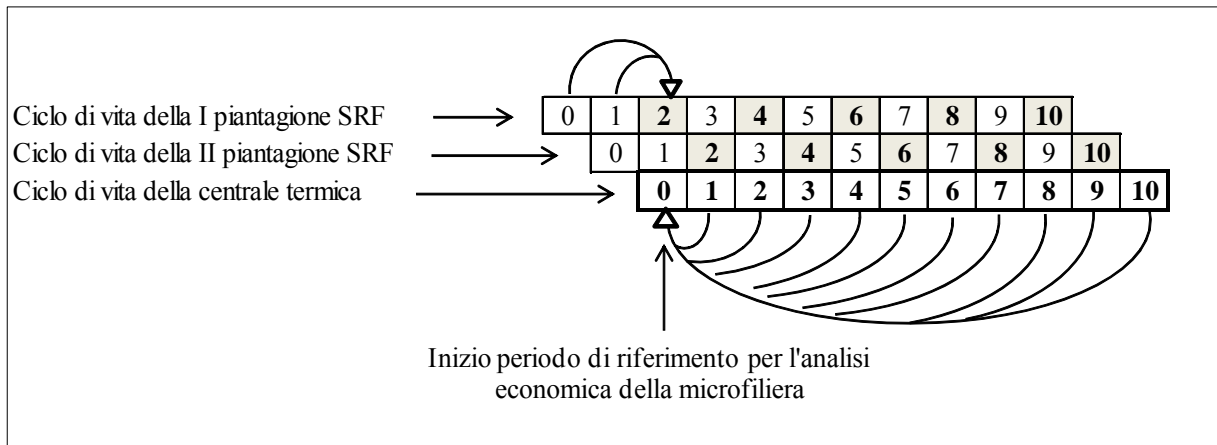 Ciclo di vita della I piantagione SRF 0 1 2 3 4 5 6 7 8 9 10
Ciclo di vita della II piantagione SRF 0 1 2 3 4 5 6 7 8 9 10
Ciclo di vita della centrale termica 0 1 2 3 4 5 6 7 8 9 10
Inizio periodo di riferimento per l'analisi
economica della microfiliera